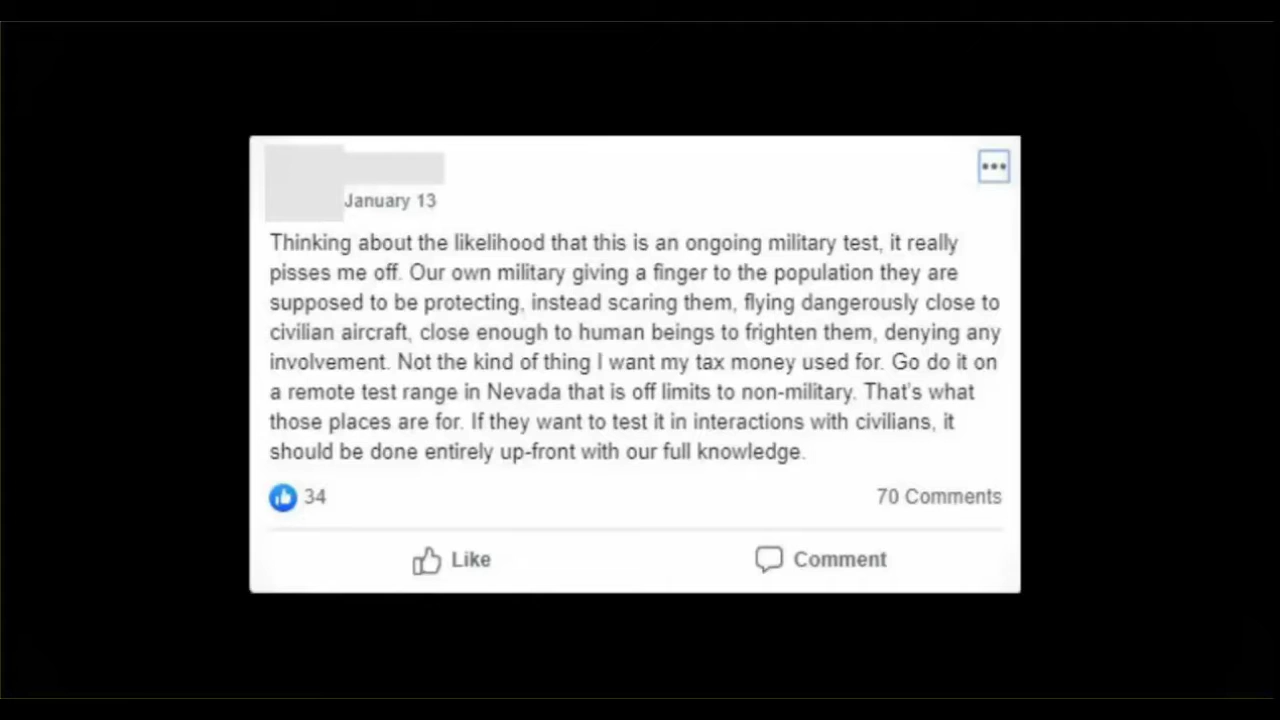 January 13
Thinking about the likelihood that this is an ongoing military test, it really
pisses me off. Our own military giving a finger to the population they are
supposed to be protecting, instead scaring them, flying dangerously close to
civilian aircraft, close enough to human beings to frighten them, denying any
involvement. Not the kind of thing I want my tax money used for. Go do it on
a remote test range in Nevada that is off limits to non-military. That's what
those places are for. If they want to test it in interactions with civilians, it
should be done entirely up-front with our full knowledge.
34 70 Comments
Like Comment